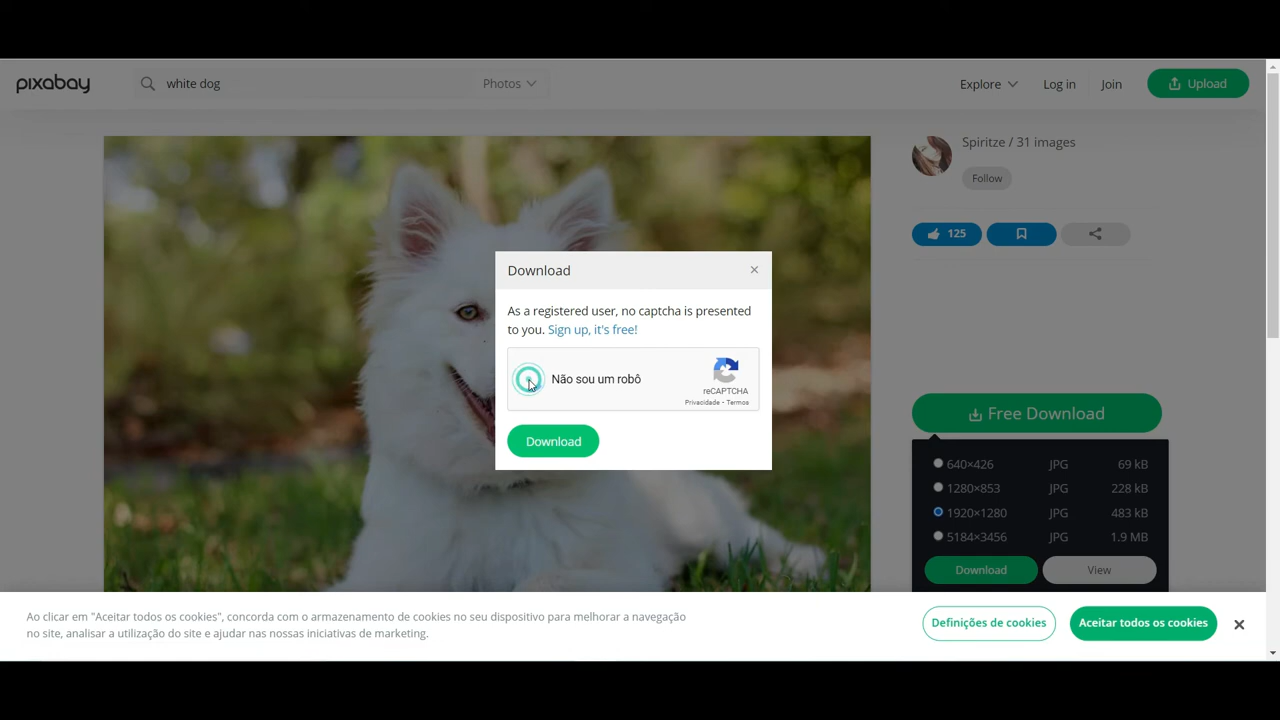 pixabay
white dog
Photos
Explore
Log in
Join
Upload
Spiritze / 31 images
Follow
125
Download
×
As a registered user, no captcha is presented
to you. Sign up, it's free!
Não sou um robô
reCAPTCHA
Privacidade - Termos
Download
Free Download
640×426 JPG 69 kB
1280×853 JPG 228 kB
1920×1280 JPG 483 kB
5184×3456 JPG 1.9 MB
Download
View
Ao clicar em "Aceitar todos os cookies", concorda com o armazenamento de cookies no seu dispositivo para melhorar a navegação
no site, analisar a utilização do site e ajudar nas nossas iniciativas de marketing.
Definições de cookies
Aceitar todos os cookies